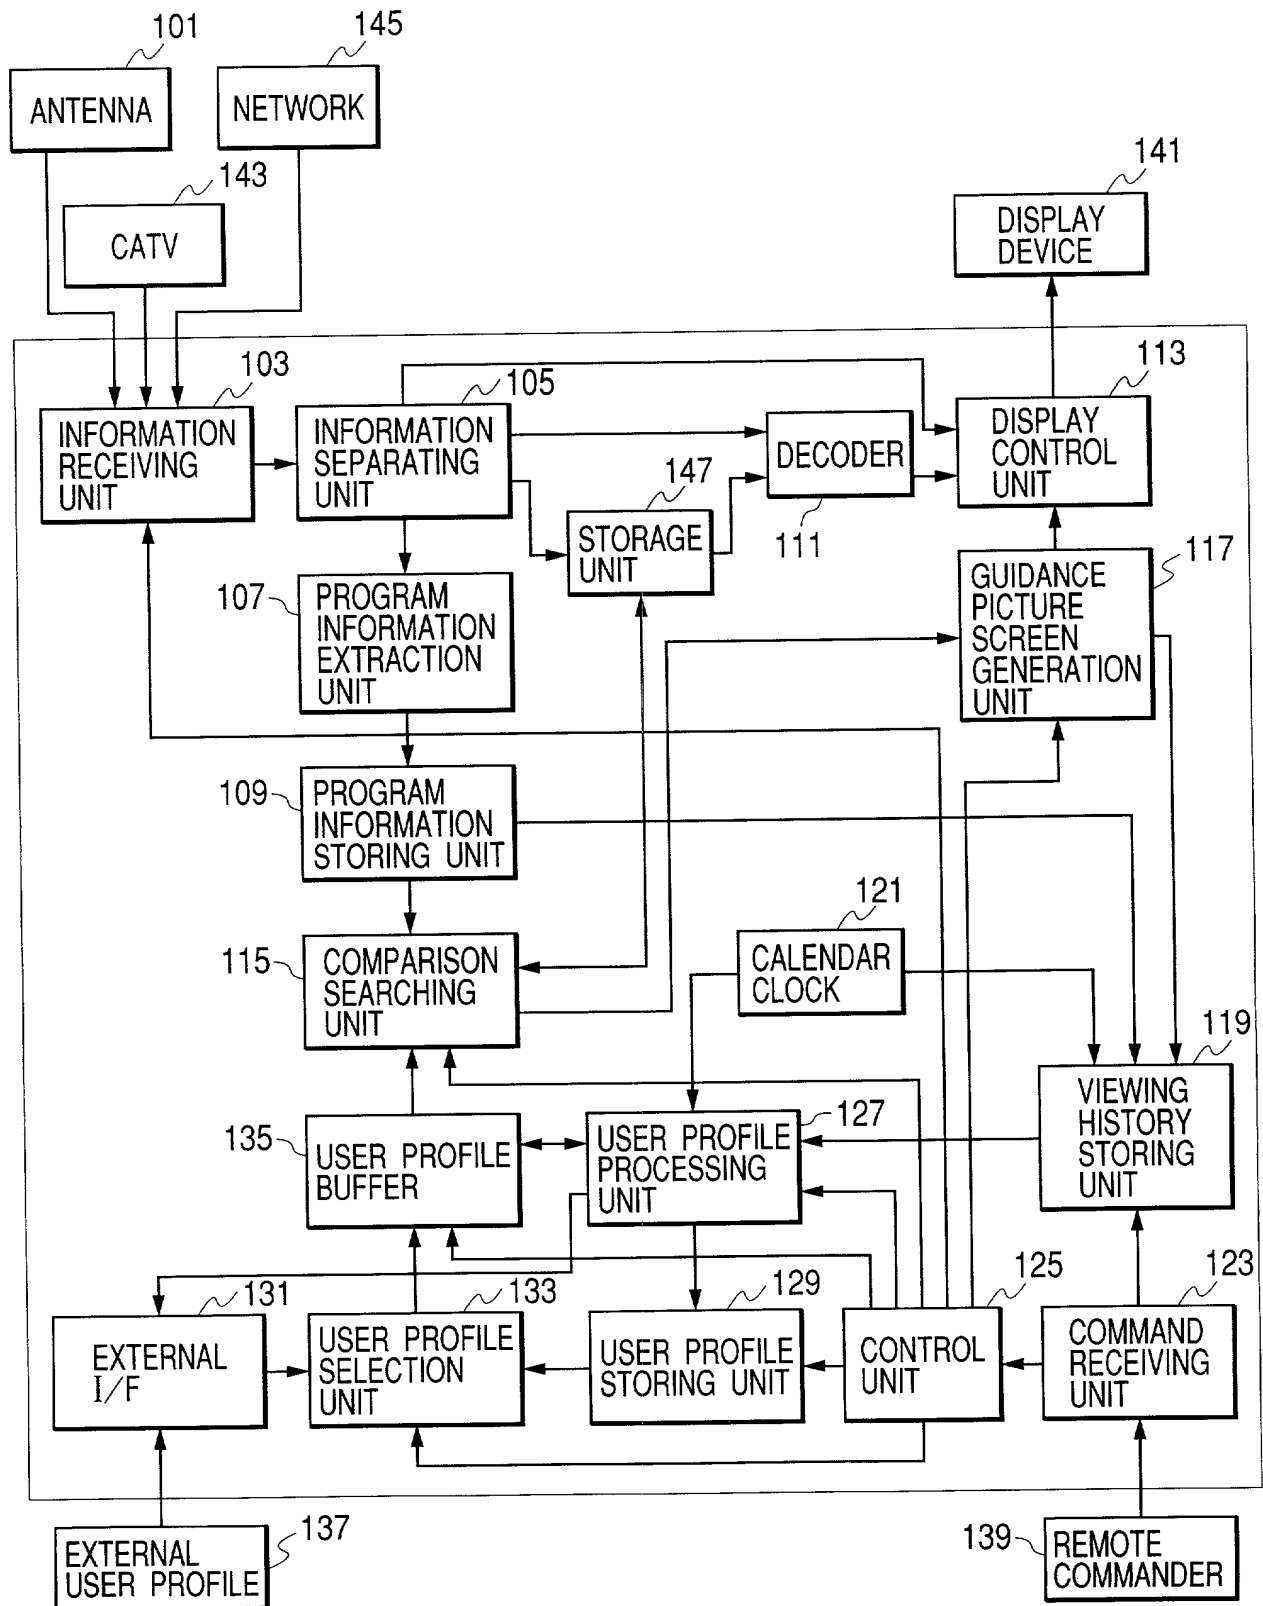 101
145
ANTENNA
NETWORK
143
CATV
141
DISPLAY
DEVICE
103
INFORMATION
RECEIVING
UNIT
105
INFORMATION
SEPARATING
UNIT
DECODER
111
113
DISPLAY
CONTROL
UNIT
147
STORAGE
UNIT
107
PROGRAM
INFORMATION
EXTRACTION
UNIT
117
GUIDANCE
PICTURE
SCREEN
GENERATION
UNIT
109
PROGRAM
INFORMATION
STORING UNIT
121
CALENDAR
CLOCK
115
COMPARISON
SEARCHING
UNIT
119
VIEWING
HISTORY
STORING
UNIT
135
USER PROFILE
BUFFER
127
USER PROFILE
PROCESSING
UNIT
131
EXTERNAL
I/F
133
USER PROFILE
SELECTION
UNIT
129
USER PROFILE
STORING UNIT
125
CONTROL
UNIT
123
COMMAND
RECEIVING
UNIT
137
EXTERNAL
USER PROFILE
139
REMOTE
COMMANDER